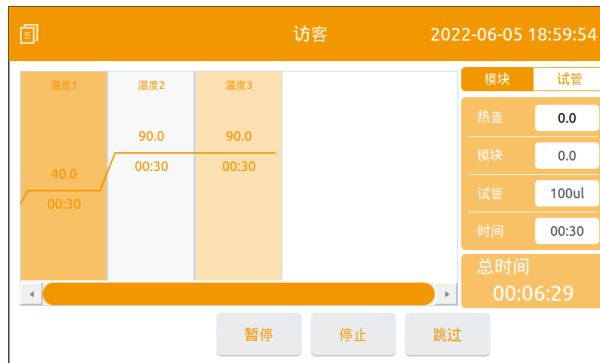 访客 2022-06-05 18:59:54
温度1 温度2 温度3 模块 试管
热盖 0.0
90.0 90.0
模块 0.0
40.0 00:30 00:30
试管 100ul
00:30
时间 00:30
总时间
00:06:29
暂停 停止 跳过